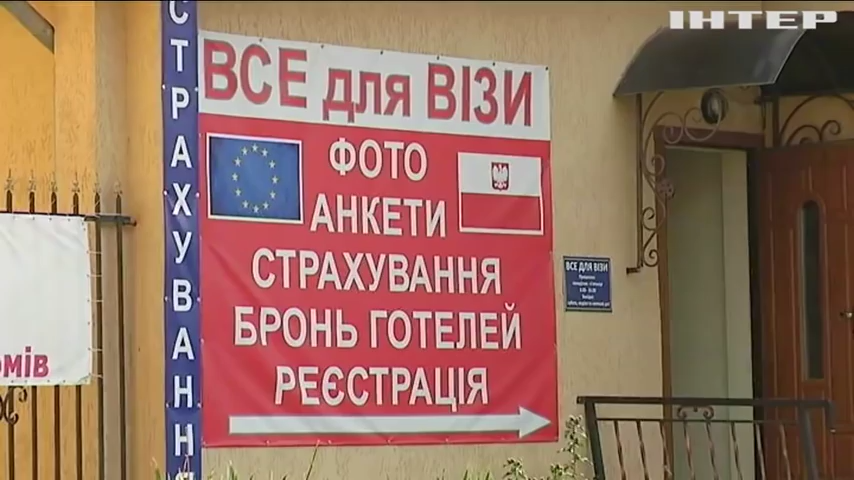 ІНТЕР
СТРАХУВАННЯ
ВСЕ для ВІЗИ
ФОТО
АНКЕТИ
СТРАХУВАННЯ
БРОНЬ ГОТЕЛЕЙ
РЕЄСТРАЦІЯ
ВСЕ ДЛЯ ВІЗИ
омів